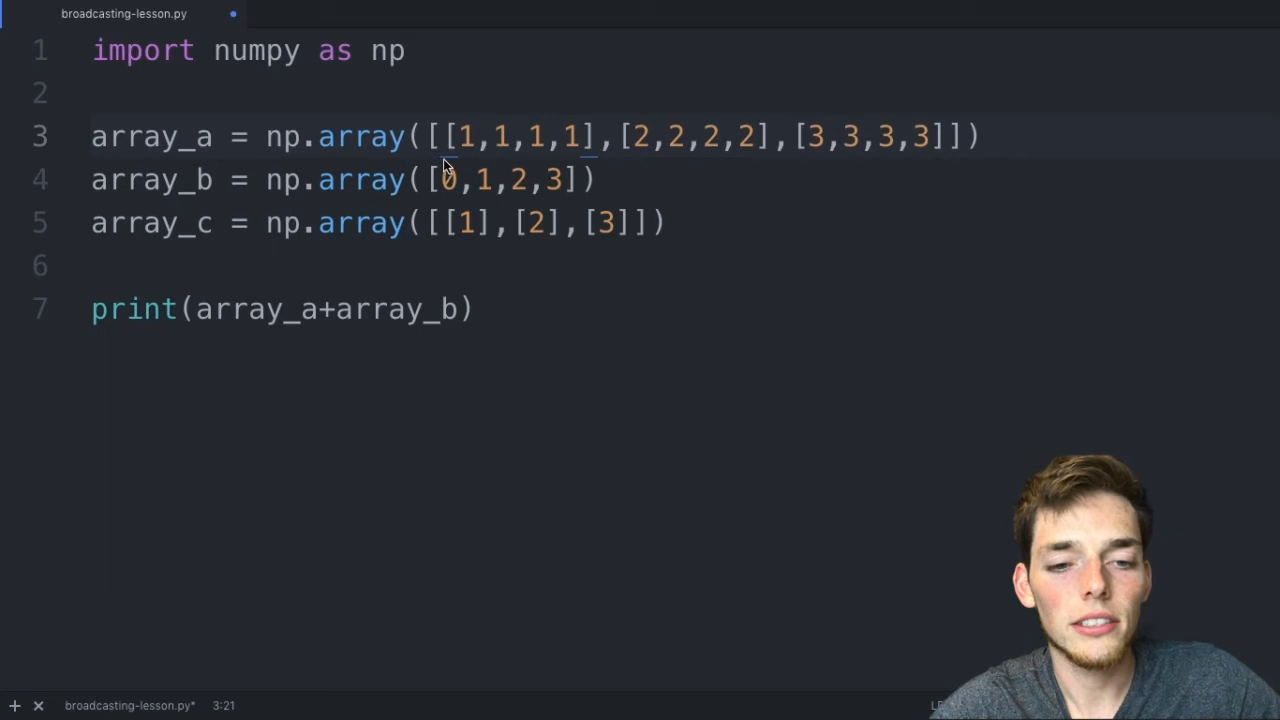 broadcasting-lesson.py
1 import numpy as np
2
3 array_a = np.array([[1,1,1,1],[2,2,2,2],[3,3,3,3]])
4 array_b = np.array([0,1,2,3])
5 array_c = np.array([[1],[2],[3]])
6
7 print(array_a+array_b)
broadcasting-lesson.py* 3:21